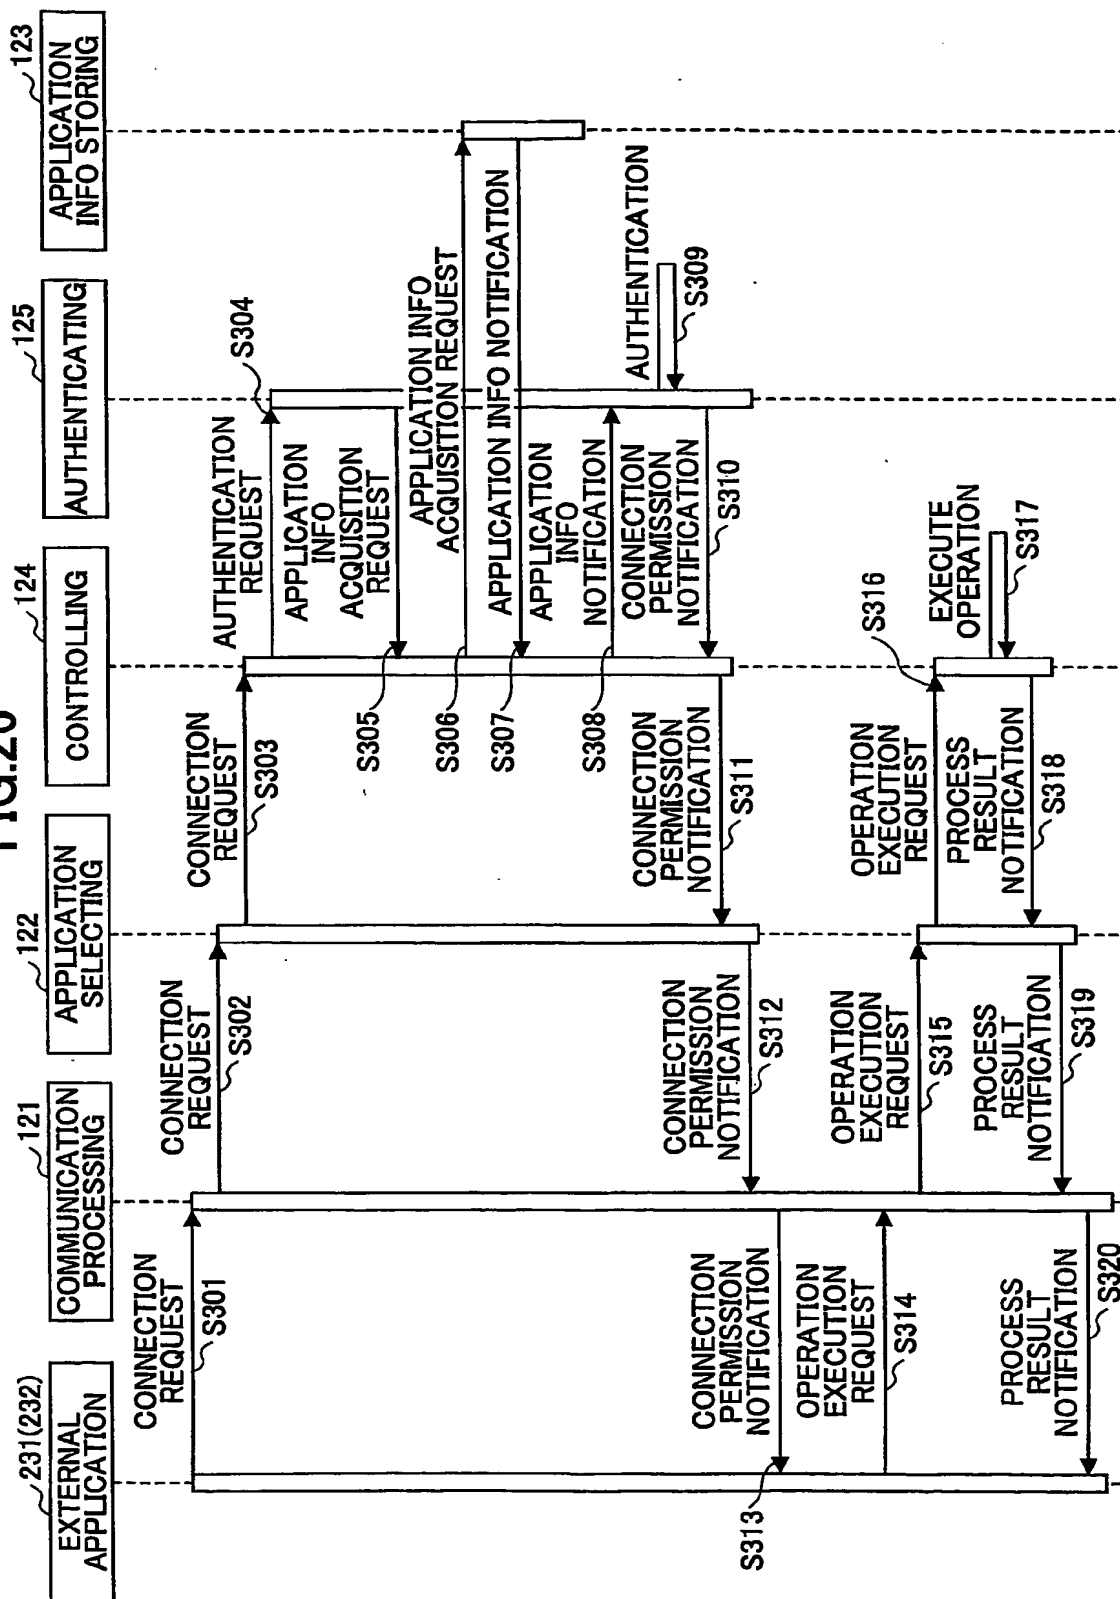 FIG.20
231(232)
EXTERNAL
APPLICATION
121
COMMUNICATION
PROCESSING
122
APPLICATION
SELECTING
124
CONTROLLING
125
AUTHENTICATING
123
APPLICATION
INFO STORING
CONNECTION
REQUEST
S301
CONNECTION
REQUEST
S302
CONNECTION
REQUEST
S303
AUTHENTICATION
REQUEST
S304
APPLICATION
INFO
ACQUISITION
REQUEST
S305
APPLICATION INFO
ACQUISITION REQUEST
S306
APPLICATION INFO NOTIFICATION
S307
APPLICATION
INFO
NOTIFICATION
S308
AUTHENTICATION
S309
CONNECTION
PERMISSION
NOTIFICATION
S310
CONNECTION
PERMISSION
NOTIFICATION
S311
CONNECTION
PERMISSION
NOTIFICATION
S312
CONNECTION
PERMISSION
NOTIFICATION
S313
OPERATION
EXECUTION
REQUEST
S314
OPERATION
EXECUTION
REQUEST
S315
OPERATION
EXECUTION
REQUEST
S316
EXECUTE
OPERATION
S317
PROCESS
RESULT
NOTIFICATION
S318
PROCESS
RESULT
NOTIFICATION
S319
PROCESS
RESULT
NOTIFICATION
S320